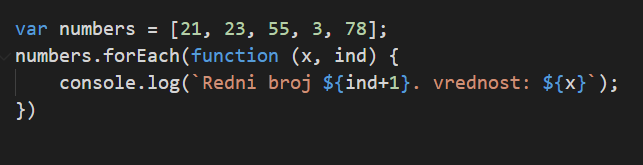 var numbers = [21, 23, 55, 3, 78];
numbers.forEach(function (x, ind) {
    console.log(`Redni broj ${ind+1}. vrednost: ${x}`);
})